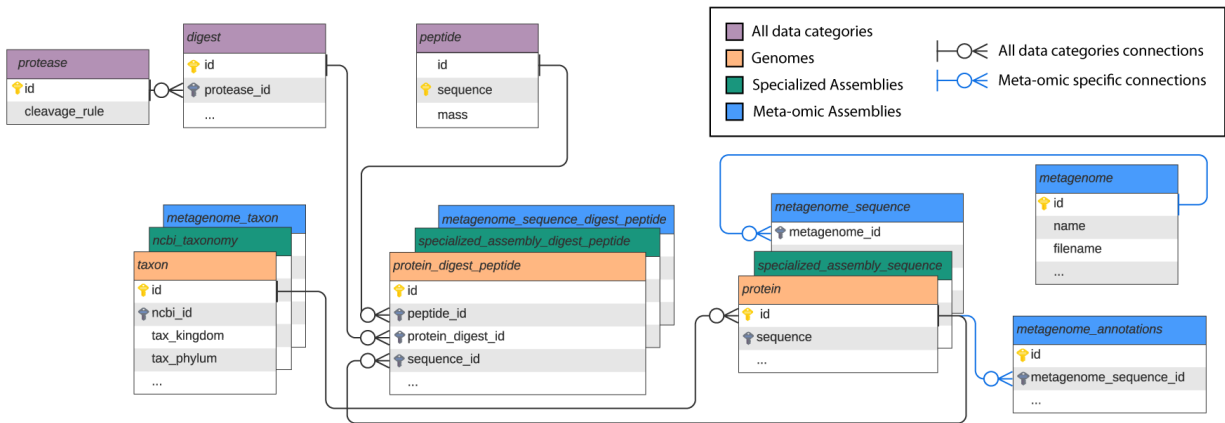 protease
id
cleavage_rule
digest
id
protease_id
...
peptide
id
sequence
mass
All data categories
Genomes
Specialized Assemblies
Meta-omic Assemblies
All data categories connections
Meta-omic specific connections
metagenome_taxon
ncbi_taxonomy
taxon
id
ncbi_id
tax_kingdom
tax_phylum
...
metagenome_sequence_digest_peptide
specialized_assembly_digest_peptide
protein_digest_peptide
id
peptide_id
protein_digest_id
sequence_id
...
metagenome_sequence
metagenome_id
specialized_assembly_sequence
protein
id
sequence
...
metagenome
id
name
filename
...
metagenome_annotations
id
metagenome_sequence_id
...